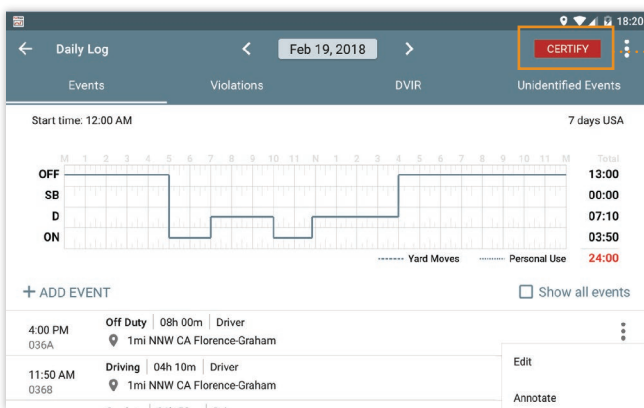 18:20
Daily Log
Feb 19, 2018
CERTIFY
Events Violations DVIR Unidentified Events
Start time: 12:00 AM 7 days USA
M 1 2 3 4 5 6 7 8 9 10 11 N 1 2 3 4 5 6 7 8 9 10 11 M Total
OFF 13:00
SB 00:00
D 07:10
ON 03:50
Yard Moves Personal Use 24:00
+ ADD EVENT Show all events
4:00 PM Off Duty 08h 00m Driver
036A 1mi NNW CA Florence-Graham
11:50 AM Driving 04h 10m Driver
0368 1mi NNW CA Florence-Graham
Edit
Annotate